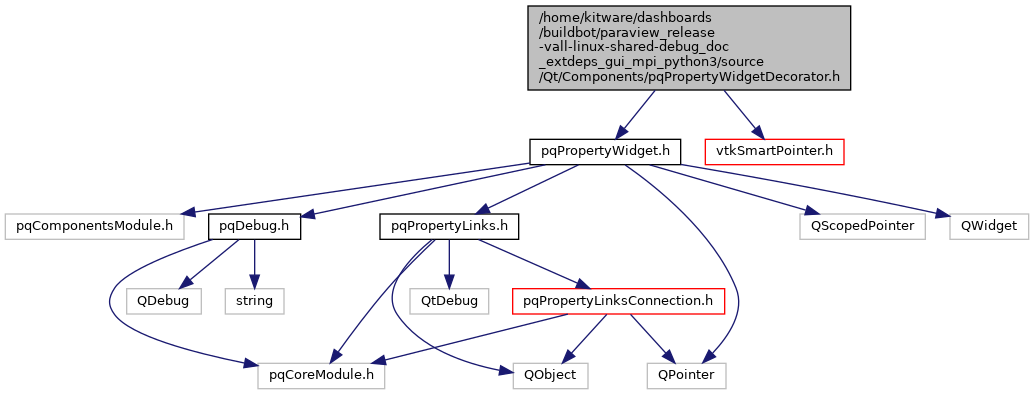 /home/kitware/dashboards
/buildbot/paraview_release
-vall-linux-shared-debug_doc
_extdeps_gui_mpi_python3/source
/Qt/Components/pqPropertyWidgetDecorator.h
pqPropertyWidget.h
vtkSmartPointer.h
pqComponentsModule.h
pqDebug.h
pqPropertyLinks.h
QScopedPointer
QWidget
QDebug
string
QtDebug
pqPropertyLinksConnection.h
pqCoreModule.h
QObject
QPointer